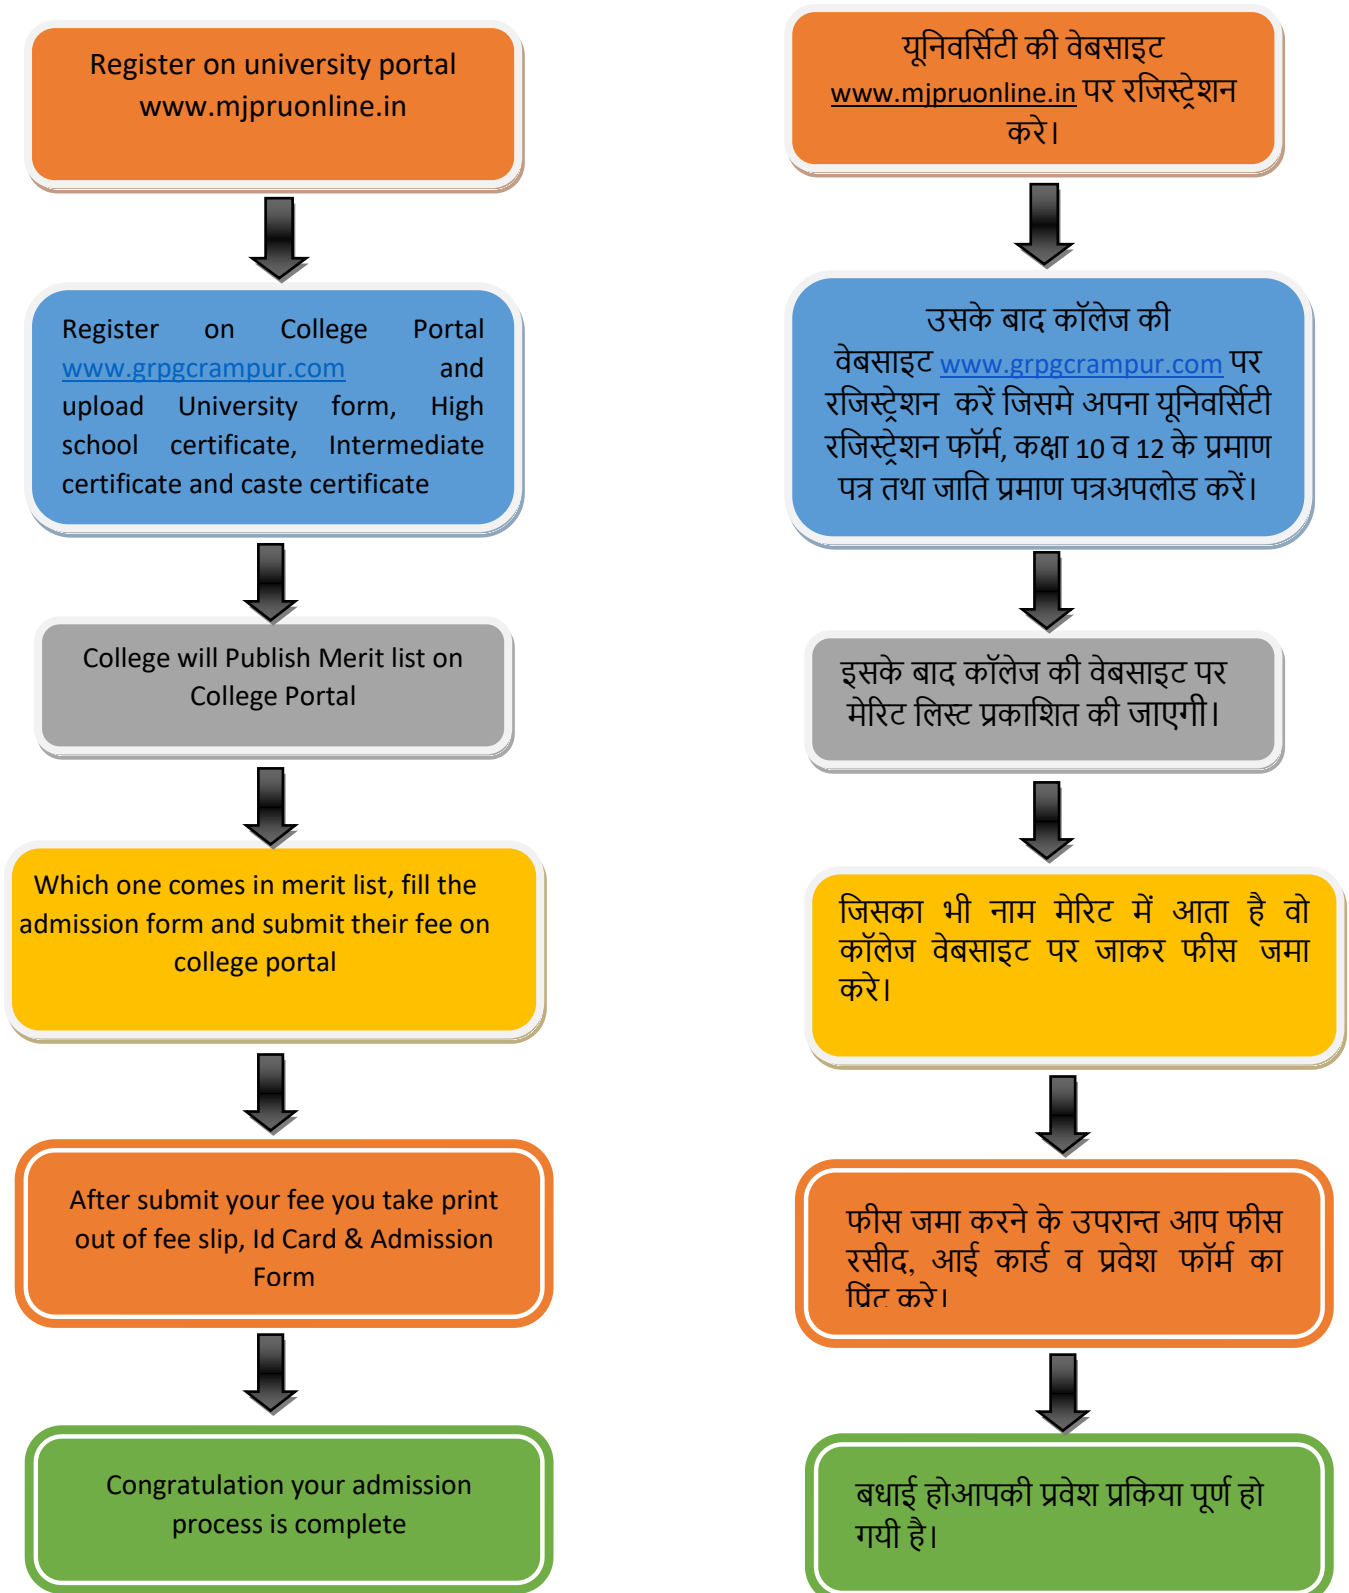 Register on university portal
www.mjpruonline.in
Register on College Portal
www.grpgcrampur.com and
upload University form, High
school certificate, Intermediate
certificate and caste certificate
College will Publish Merit list on
College Portal
Which one comes in merit list, fill the
admission form and submit their fee on
college portal
After submit your fee you take print
out of fee slip, Id Card & Admission
Form
Congratulation your admission
process is complete
यूनिवर्सिटी की वेबसाइट
www.mjpruonline.in पर रजिस्ट्रेशन
करे।
उसके बाद कॉलेज की
वेबसाइट www.grpgcrampur.com पर
रजिस्ट्रेशन करें जिसमे अपना यूनिवर्सिटी
रजिस्ट्रेशन फॉर्म, कक्षा 10 व 12 के प्रमाण
पत्र तथा जाति प्रमाण पत्रअपलोड करें।
इसके बाद कॉलेज की वेबसाइट पर
मेरिट लिस्ट प्रकाशित की जाएगी।
जिसका भी नाम मेरिट में आता है वो
कॉलेज वेबसाइट पर जाकर फीस जमा
करे।
फीस जमा करने के उपरान्त आप फीस
रसीद, आई कार्ड व प्रवेश फॉर्म का
प्रिंट करे।
बधाई होआपकी प्रवेश प्रकिया पूर्ण हो
गयी है।